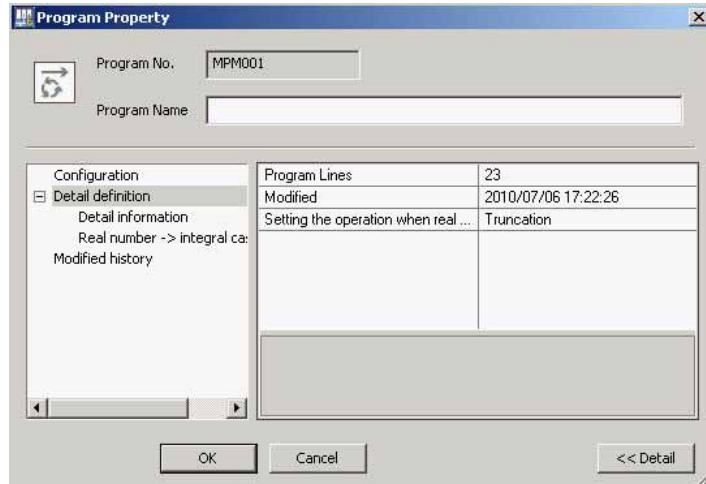 Program Property
Program No. MPM001
Program Name
Configuration
Detail definition
Detail information
Real number -> integral ca
Modified history
Program Lines 23
Modified 2010/07/06 17:22:26
Setting the operation when real ... Truncation
OK Cancel << Detail